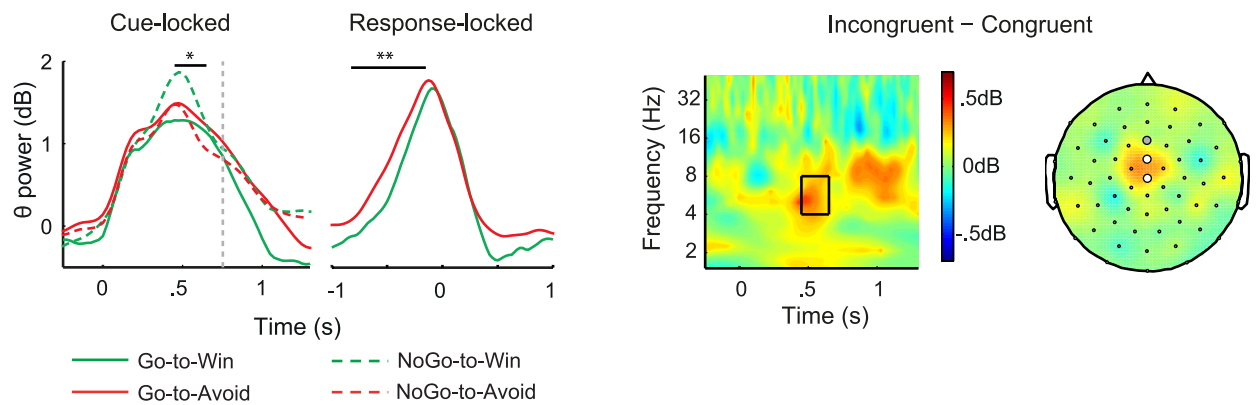 Cue-locked
Response-locked
Incongruent − Congruent
θ power (dB)
2
1
0
*
**
0 .5 1
-1 0 1
Time (s)
Frequency (Hz)
32
16
8
4
2
0 .5 1
Time (s)
.5dB
0dB
-.5dB
Go-to-Win
NoGo-to-Win
Go-to-Avoid
NoGo-to-Avoid